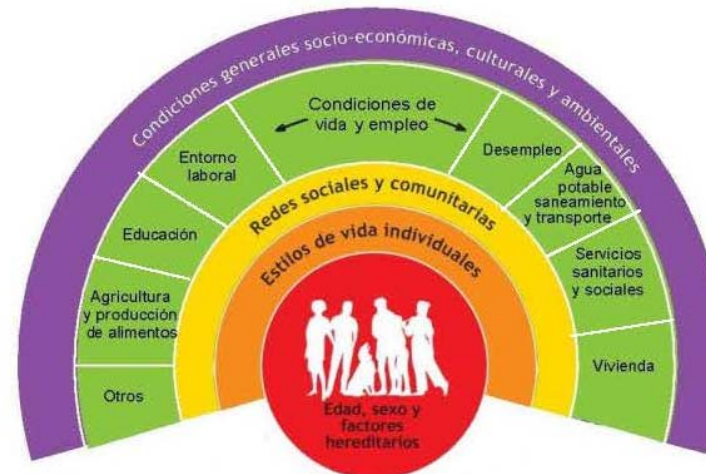 Condiciones generales socio-económicas, culturales y ambientales
Condiciones de
vida y empleo
Desempleo
Agua
potable
saneamiento
y transporte
Servicios
sanitarios
y sociales
Vivienda
Entorno
laboral
Educación
Agricultura
y producción
de alimentos
Otros
Redes sociales y comunitarias
Estilos de vida individuales
Edad, sexo y
factores
hereditarios